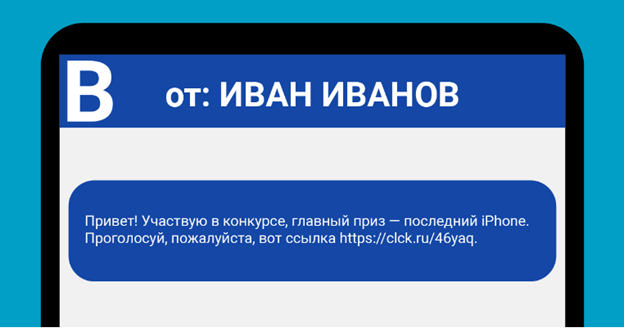 В от: ИВАН ИВАНОВ
Привет! Участвую в конкурсе, главный приз — последний iPhone.
Проголосуй, пожалуйста, вот ссылка https://clck.ru/46yaq.